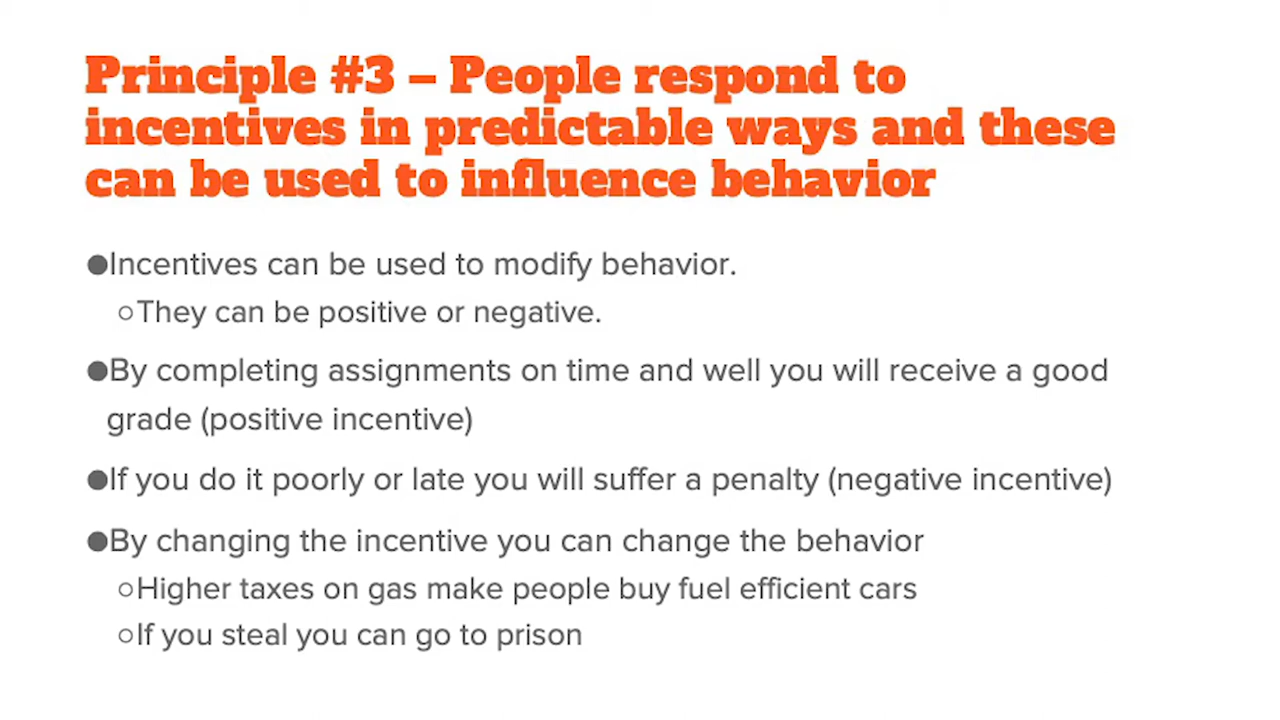 Principle #3 – People respond to
incentives in predictable ways and these
can be used to influence behavior
●Incentives can be used to modify behavior.
○They can be positive or negative.
●By completing assignments on time and well you will receive a good
grade (positive incentive)
●If you do it poorly or late you will suffer a penalty (negative incentive)
●By changing the incentive you can change the behavior
○Higher taxes on gas make people buy fuel efficient cars
○If you steal you can go to prison